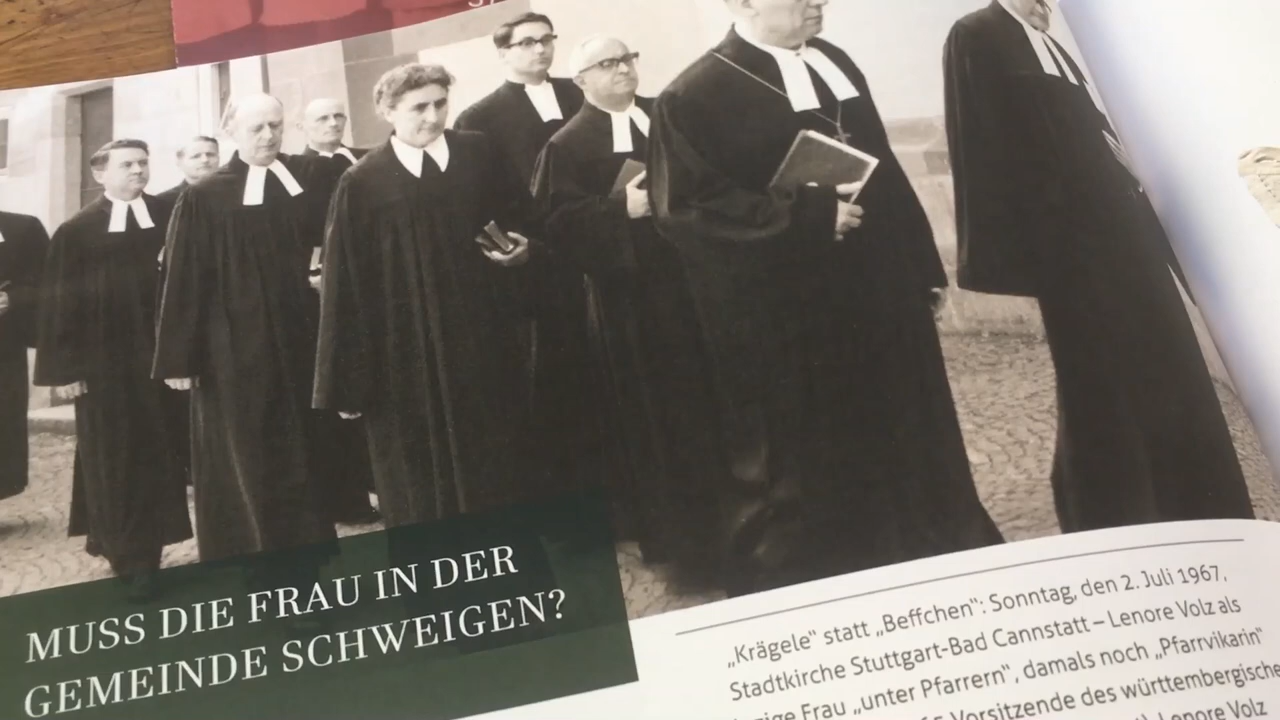 MUSS DIE FRAU IN DER
GEMEINDE SCHWEIGEN?
„Krägele“ statt „Beffchen“: Sonntag, den 2. Juli 1967,
Stadtkirche Stuttgart-Bad Cannstatt – Lenore Volz als
Frau „unter Pfarrern“, damals noch „Pfarrvikarin“
Vorsitzende des württembergische
Lenore Volz